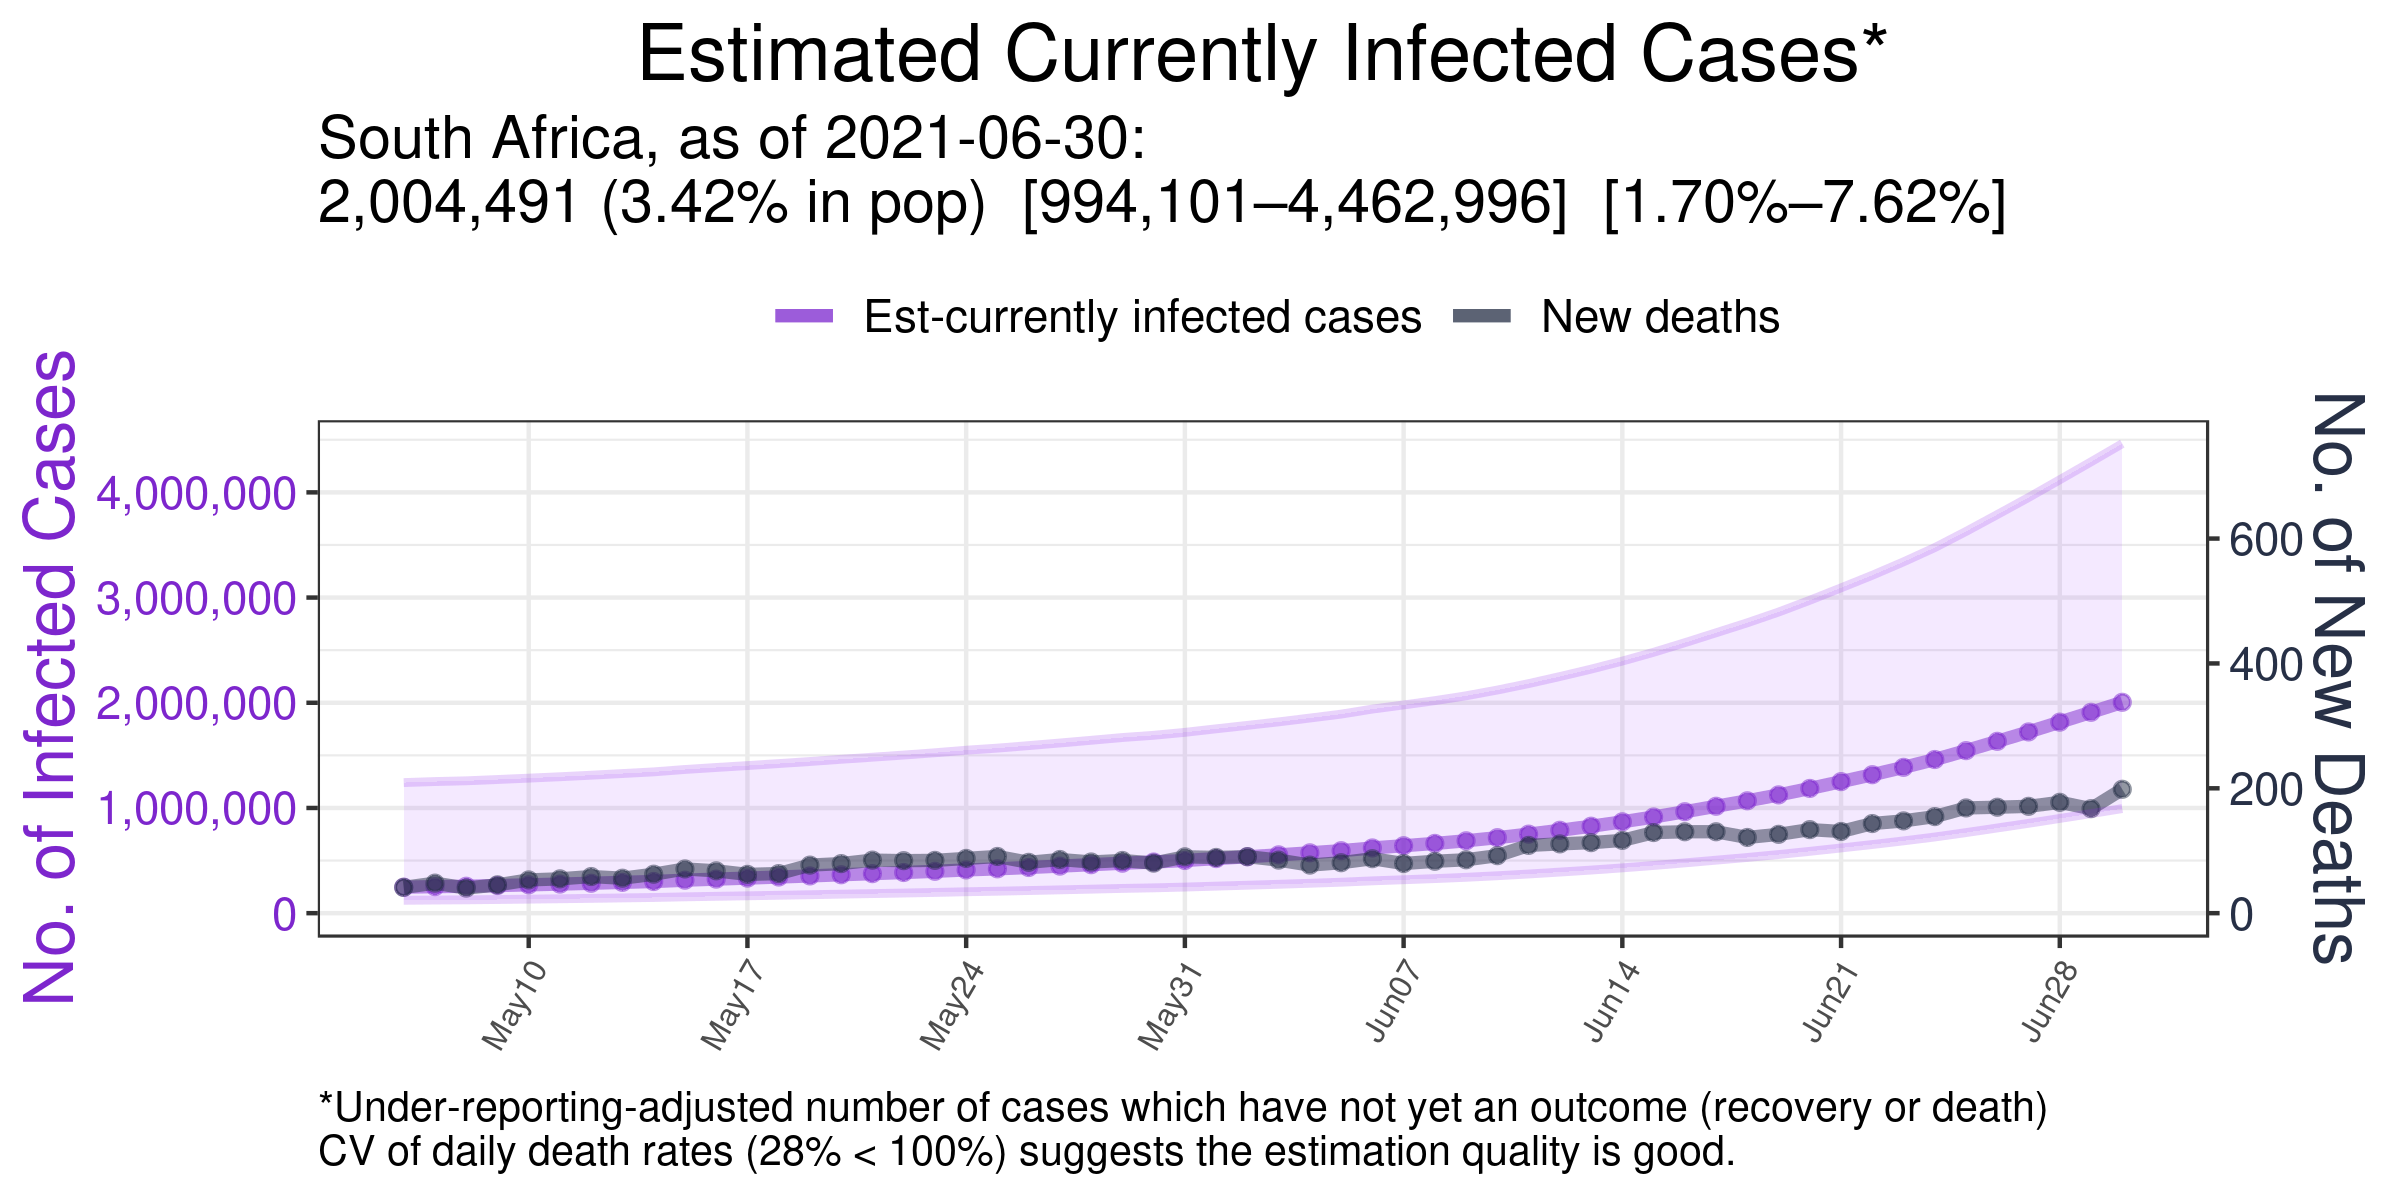 Estimated Currently Infected Cases*
South Africa, as of 2021-06-30:
2,004,491 (3.42% in pop) [994,101–4,462,996] [1.70%–7.62%]
Est-currently infected cases
New deaths
No. of Infected Cases
4,000,000
3,000,000
2,000,000
1,000,000
0
600
400
200
0
No. of New Deaths
May10
May17
May24
May31
Jun07
Jun14
Jun21
Jun28
*Under-reporting-adjusted number of cases which have not yet an outcome (recovery or death)
CV of daily death rates (28% < 100%) suggests the estimation quality is good.